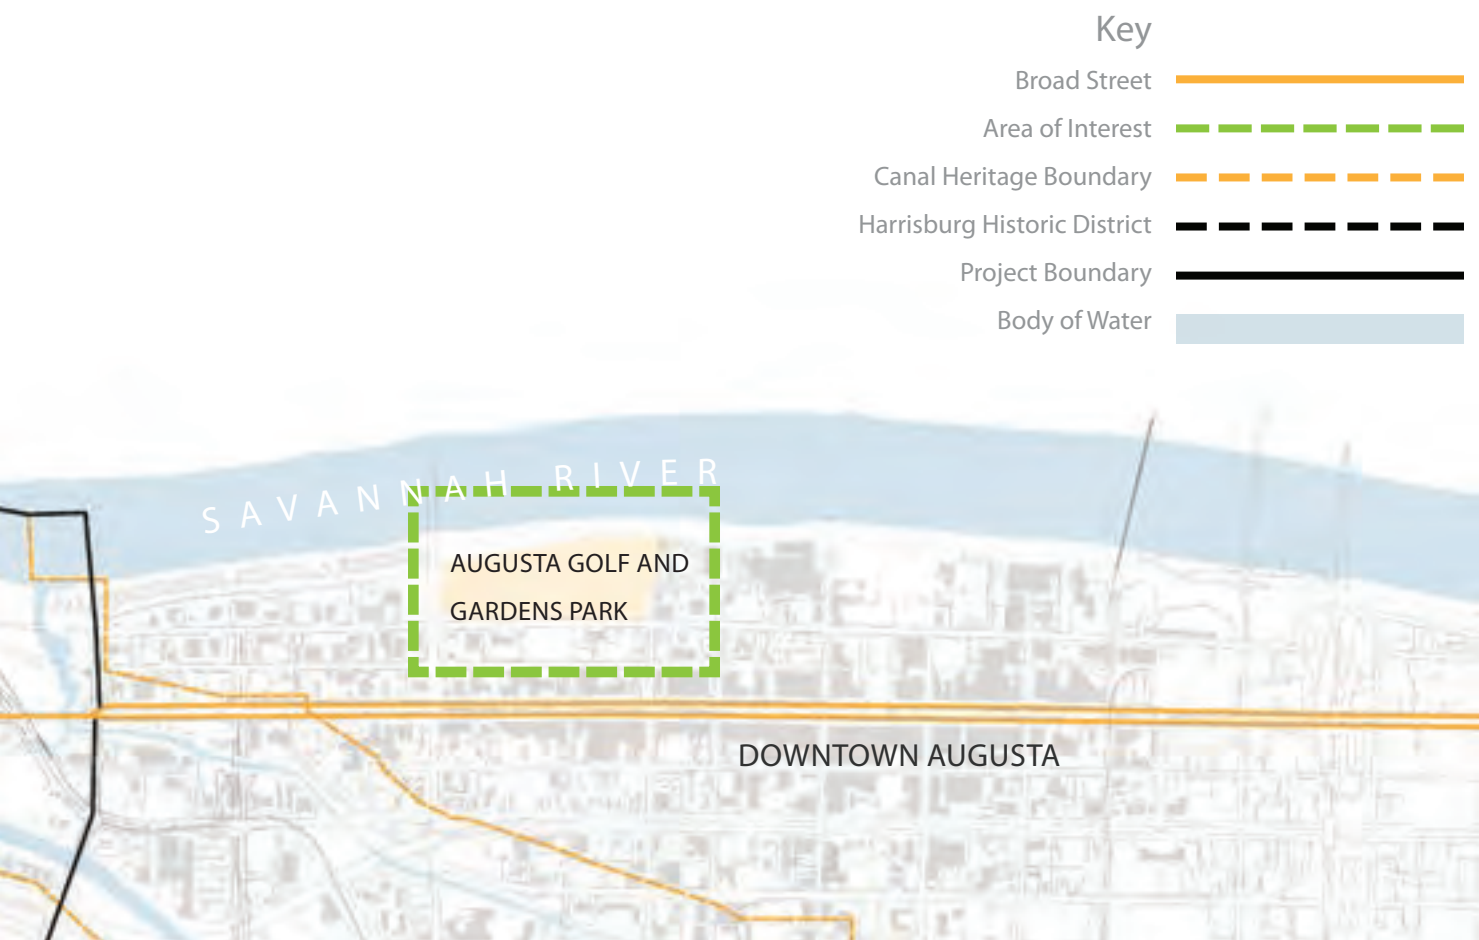 Key
Broad Street
Area of Interest
Canal Heritage Boundary
Harrisburg Historic District
Project Boundary
Body of Water
SAVANNAH RIVER
AUGUSTA GOLF AND
GARDENS PARK
DOWNTOWN AUGUSTA